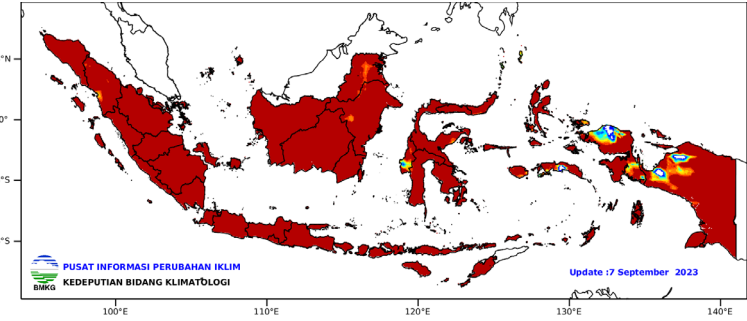 °N
0°
°S
°S
PUSAT INFORMASI PERUBAHAN IKLIM
Update :7 September 2023
KEDEPUTIAN BIDANG KLIMATOLOGI
BMKG
100°E 110°E 120°E 130°E 140°E